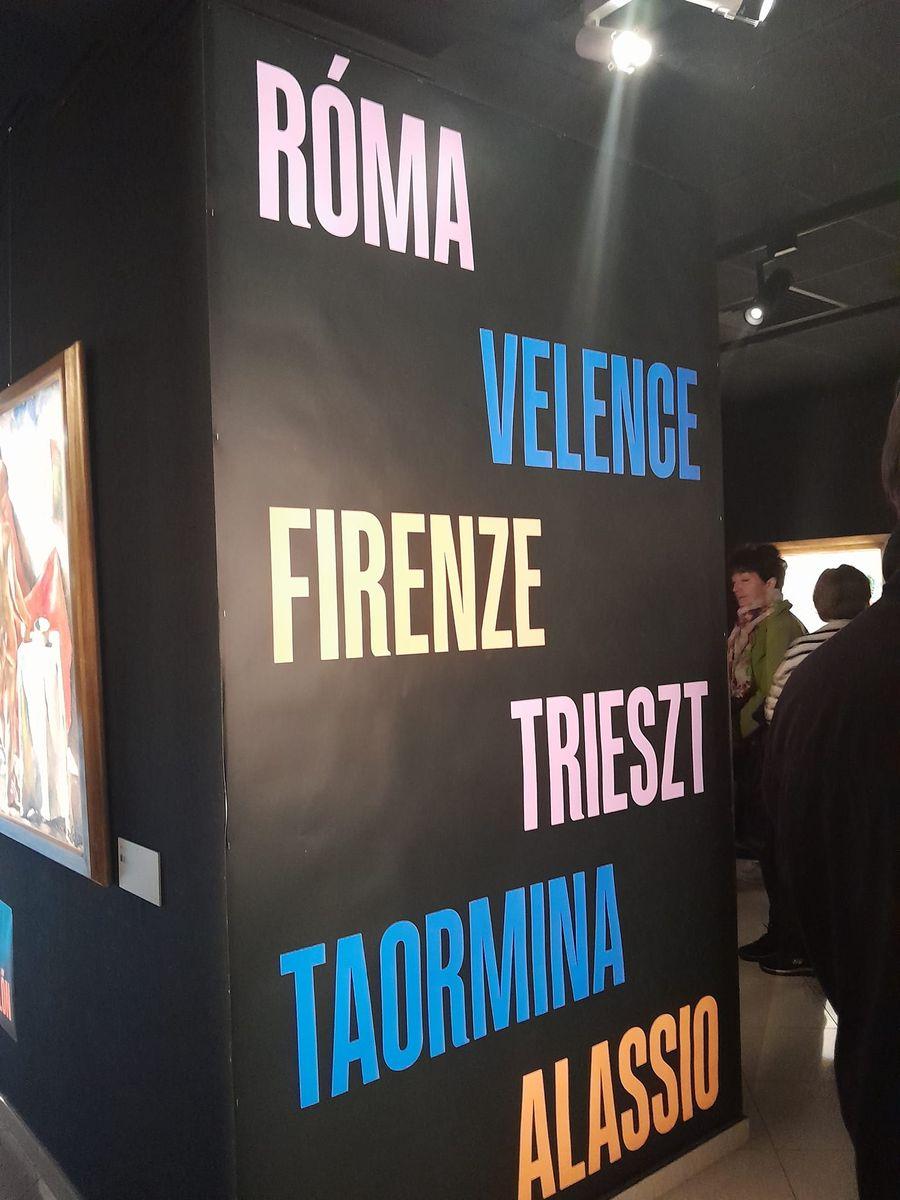 RÓMA
VELENCE
FIRENZE
TRIESZT
TAORMINA
ALASSIO